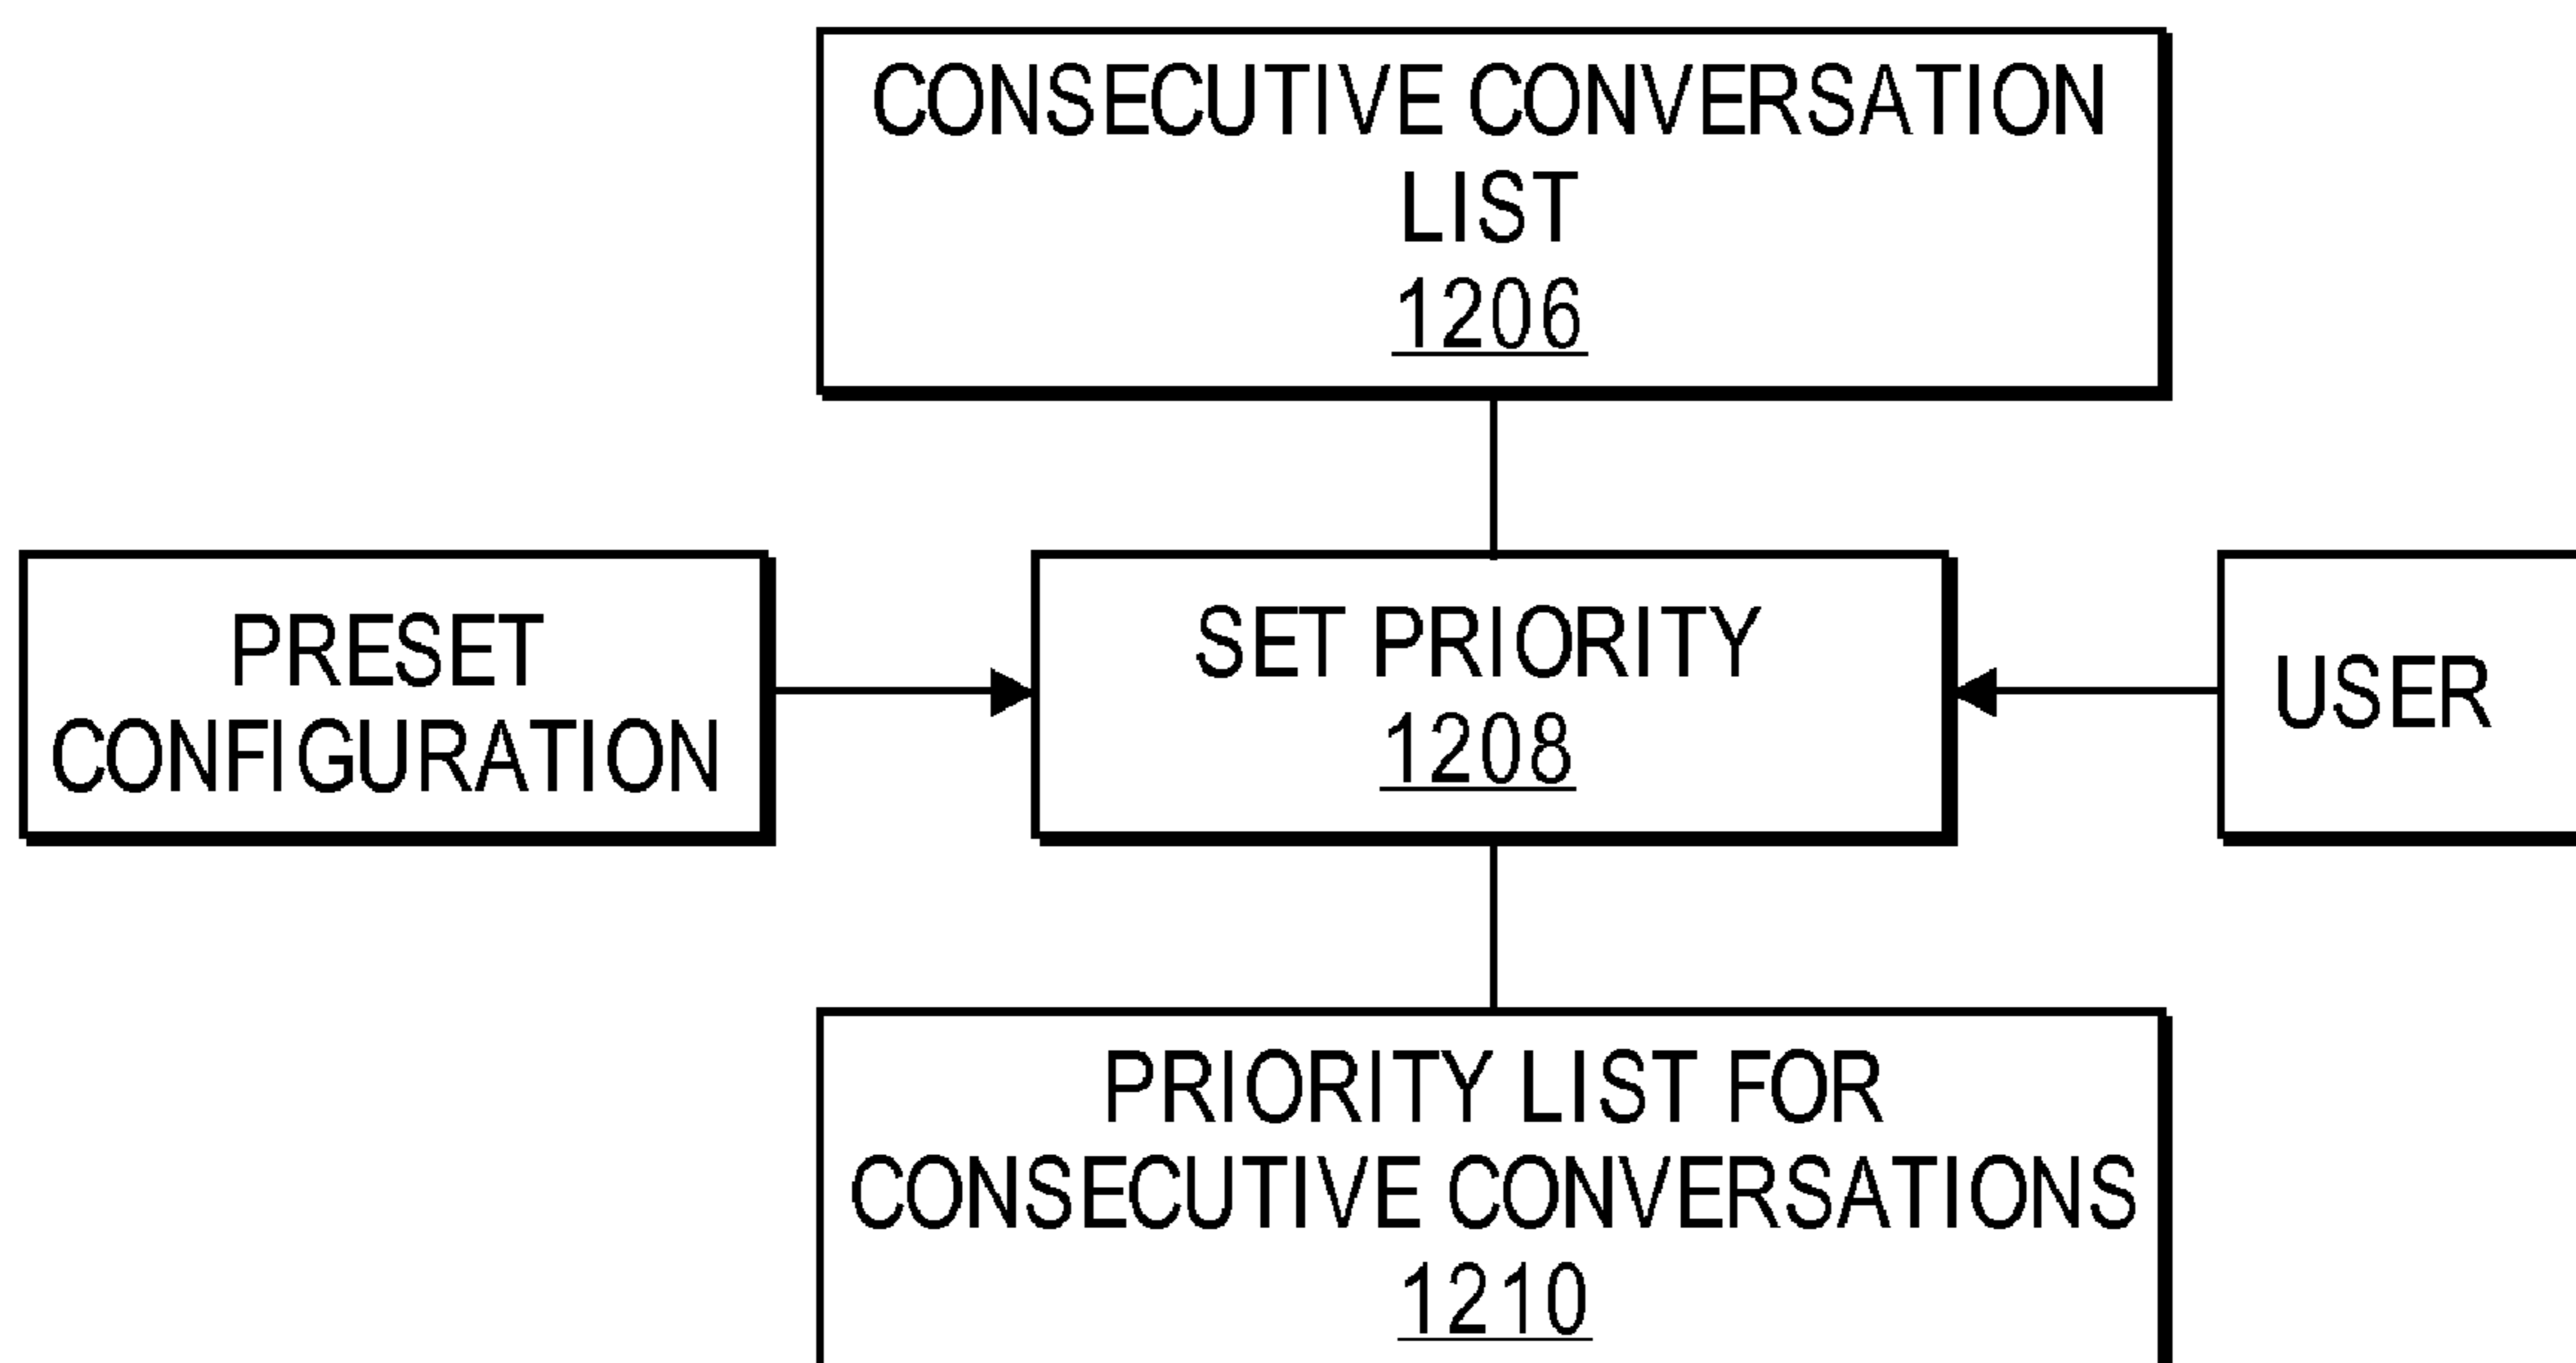 CONSECUTIVE CONVERSATION
LIST
1206
PRESET
CONFIGURATION
SET PRIORITY
1208
USER
PRIORITY LIST FOR
CONSECUTIVE CONVERSATIONS
1210